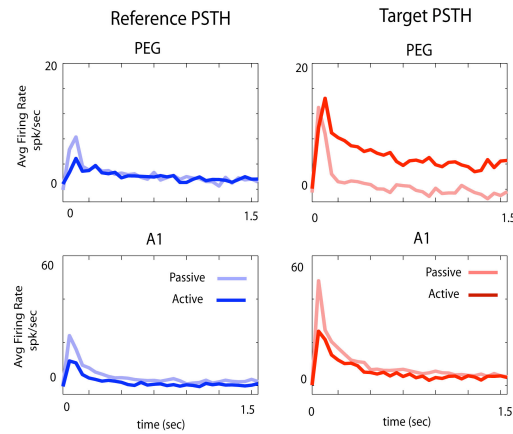 Reference PSTH
Target PSTH
PEG
PEG
20
20
Avg Firing Rate
spk/sec
0
0
0
1.5
0
1.5
A1
A1
60
60
Passive
Active
Passive
Active
Avg Firing Rate
spk/sec
0
0
0
1.5
0
1.5
time (sec)
time (sec)